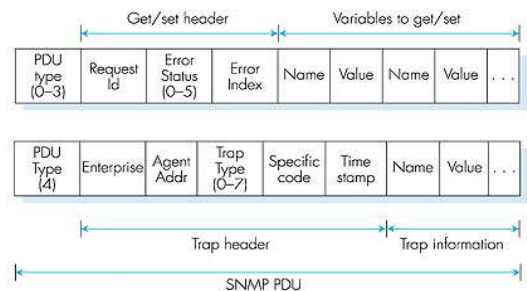 Get/set header
Variables to get/set
PDU type (0–3)
Request Id
Error Status (0–5)
Error Index
Name
Value
Name
Value
...
PDU Type (4)
Enterprise
Agent Addr
Trap Type (0–7)
Specific code
Time stamp
Name
Value
...
Trap header
Trap information
SNMP PDU